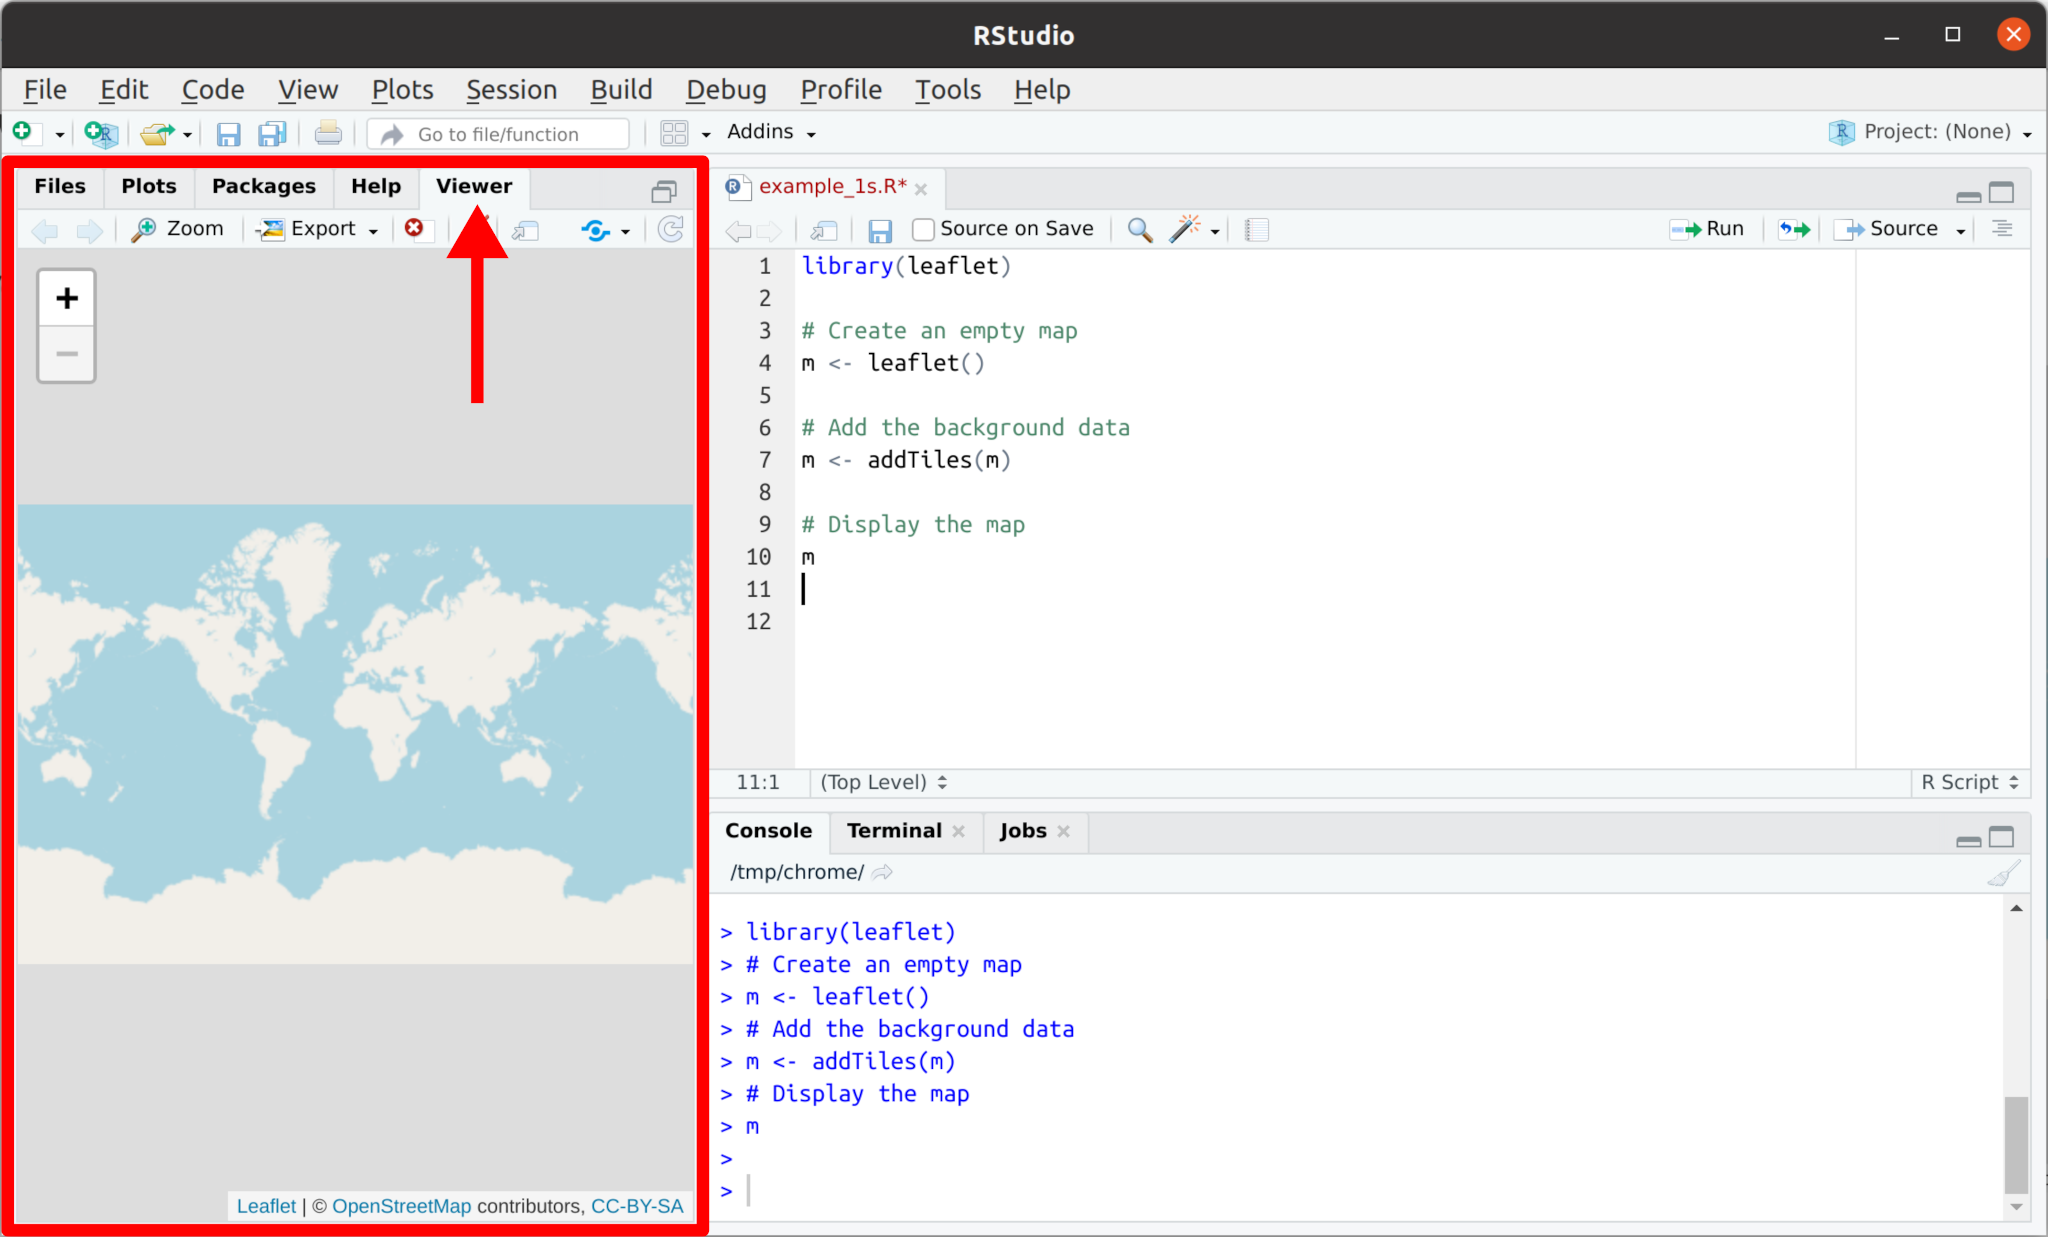 RStudio
File Edit Code View Plots Session Build Debug Profile Tools Help
Go to file/function Addins Project: (None)
Files Plots Packages Help Viewer
Zoom Export
+
−
Leaflet | © OpenStreetMap contributors, CC-BY-SA
example_1s.R*
Source on Save Run Source
1 library(leaflet)
2
3 # Create an empty map
4 m <- leaflet()
5
6 # Add the background data
7 m <- addTiles(m)
8
9 # Display the map
10 m
11
12
11:1 (Top Level) R Script
Console Terminal Jobs
/tmp/chrome/
> library(leaflet)
> # Create an empty map
> m <- leaflet()
> # Add the background data
> m <- addTiles(m)
> # Display the map
> m
>
>